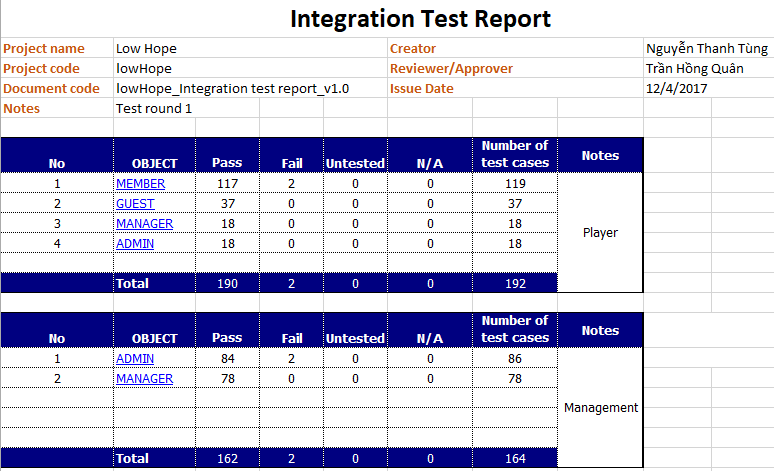 Integration Test Report
Project name Low Hope Creator Nguyễn Thanh Tùng
Project code lowHope Reviewer/Approver Trần Hồng Quân
Document code lowHope_Integration test report_v1.0 Issue Date 12/4/2017
Notes Test round 1
No OBJECT Pass Fail Untested N/A Number of test cases Notes
1 MEMBER 117 2 0 0 119
2 GUEST 37 0 0 0 37
3 MANAGER 18 0 0 0 18
4 ADMIN 18 0 0 0 18
Player
Total 190 2 0 0 192
No OBJECT Pass Fail Untested N/A Number of test cases Notes
1 ADMIN 84 2 0 0 86
2 MANAGER 78 0 0 0 78
Management
Total 162 2 0 0 164